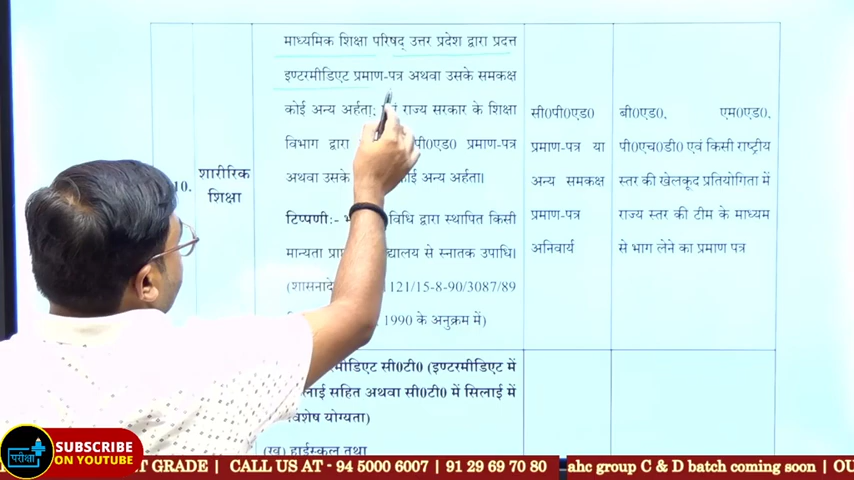 माध्यमिक शिक्षा परिषद् उत्तर प्रदेश द्वारा प्रदत्त
इण्टरमीडिएट प्रमाण-पत्र अथवा उसके समकक्ष
कोई अन्य अर्हता; राज्य सरकार के शिक्षा
विभाग द्वारा पी0एड0 प्रमाण-पत्र
अथवा उसके कोई अन्य अर्हता।
टिप्पणी:- विधि द्वारा स्थापित किसी
मान्यता से स्नातक उपाधि।
1121/15-8-90/3087/89
1990 के अनुक्रम में)
10.
शारीरिक
शिक्षा
सी0पी0एड0
प्रमाण-पत्र या
अन्य समकक्ष
प्रमाण-पत्र
अनिवार्य
बी0एड0, एम0एड0,
पी0एच0डी0 एवं किसी राष्ट्रीय
स्तर की खेलकूद प्रतियोगिता में
राज्य स्तर की टीम के माध्यम
से भाग लेने का प्रमाण पत्र
सी0टी0 (इण्टरमीडिएट में
सहित अथवा सी0टी0 में सिलाई में
योग्यता)
(ख) हाईस्कूल तथा
परीक्षा
SUBSCRIBE
ON YOUTUBE
GRADE | CALL US AT - 94 5000 6007 | 91 29 69 70 80 ahc group C & D batch coming soon | OU